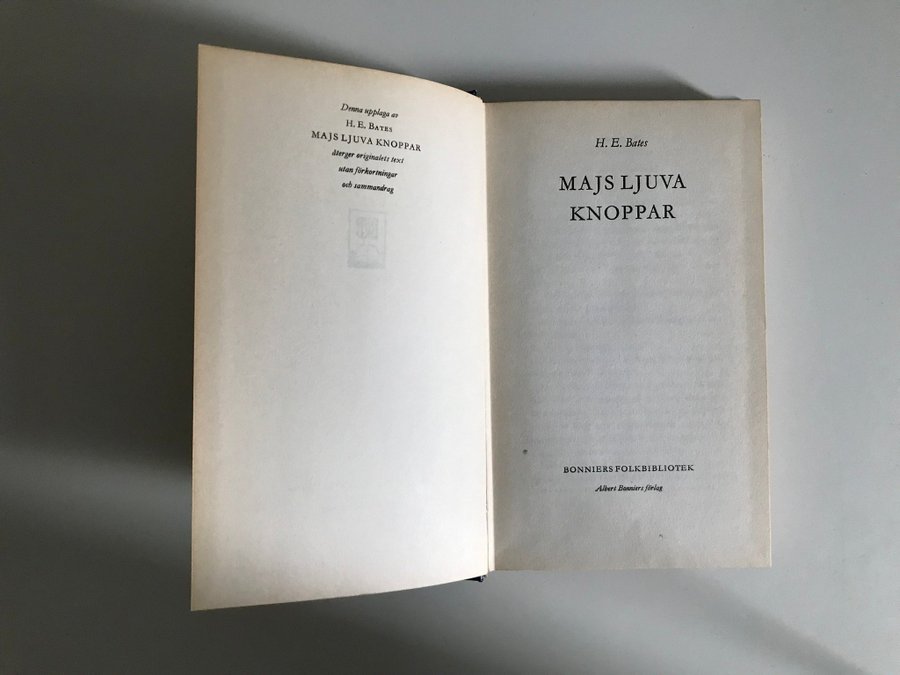 Denna upplaga av
H. E. BATES
MAJS LJUVA KNOPPAR
återger originalets text
utan förkortningar
och sammandrag
H. E. Bates
MAJS LJUVA
KNOPPAR
BONNIERS FOLKBIBLIOTEK
Albert Bonniers förlag